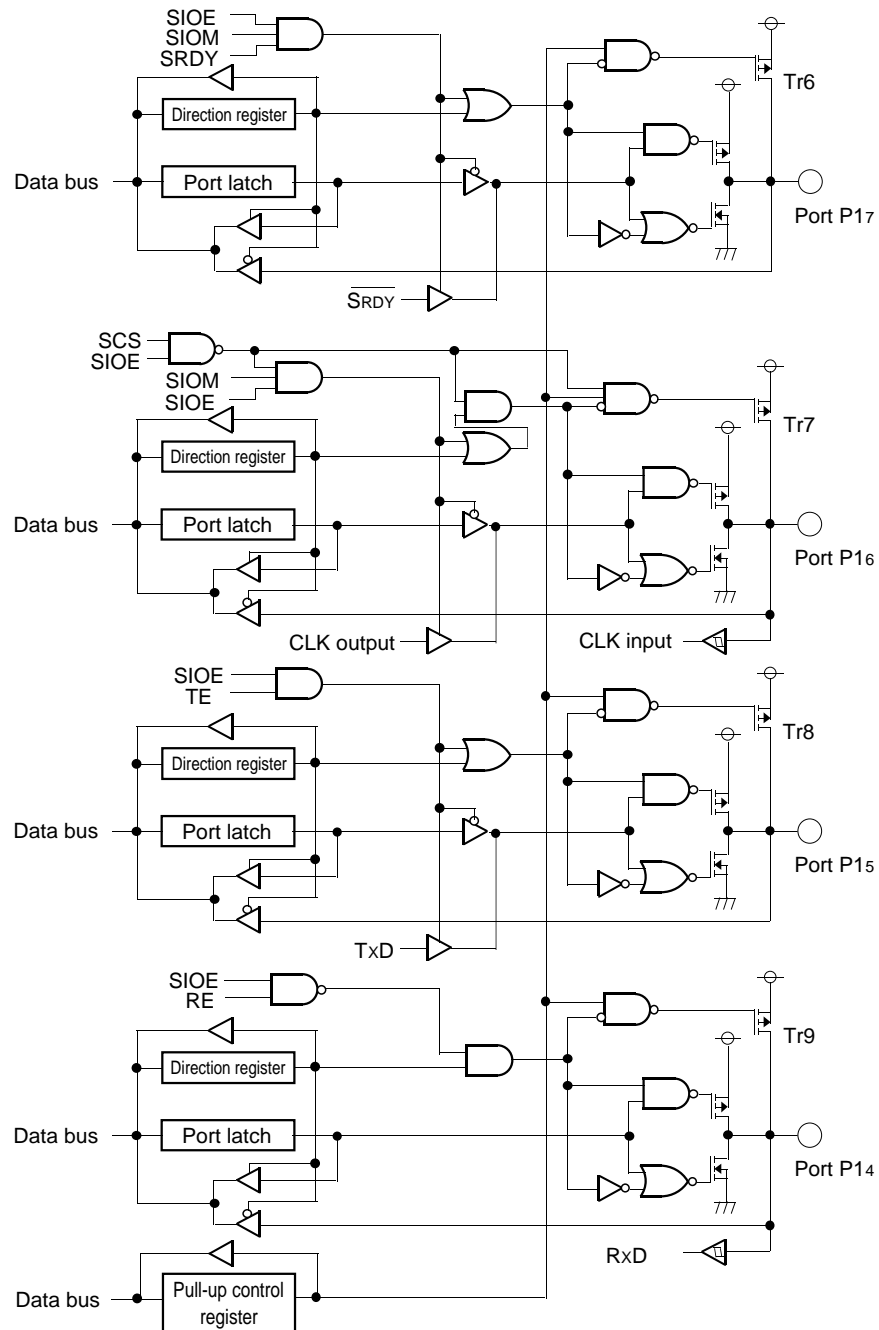 SIOE
SIOM
SRDY
Direction register
Tr6
Data bus
Port latch
Port P17
SRDY
SCS
SIOE
SIOM
SIOE
Direction register
Tr7
Data bus
Port latch
Port P16
CLK output
CLK input
SIOE
TE
Direction register
Tr8
Data bus
Port latch
Port P15
TxD
SIOE
RE
Direction register
Tr9
Data bus
Port latch
Port P14
RxD
Data bus
Pull-up control
register